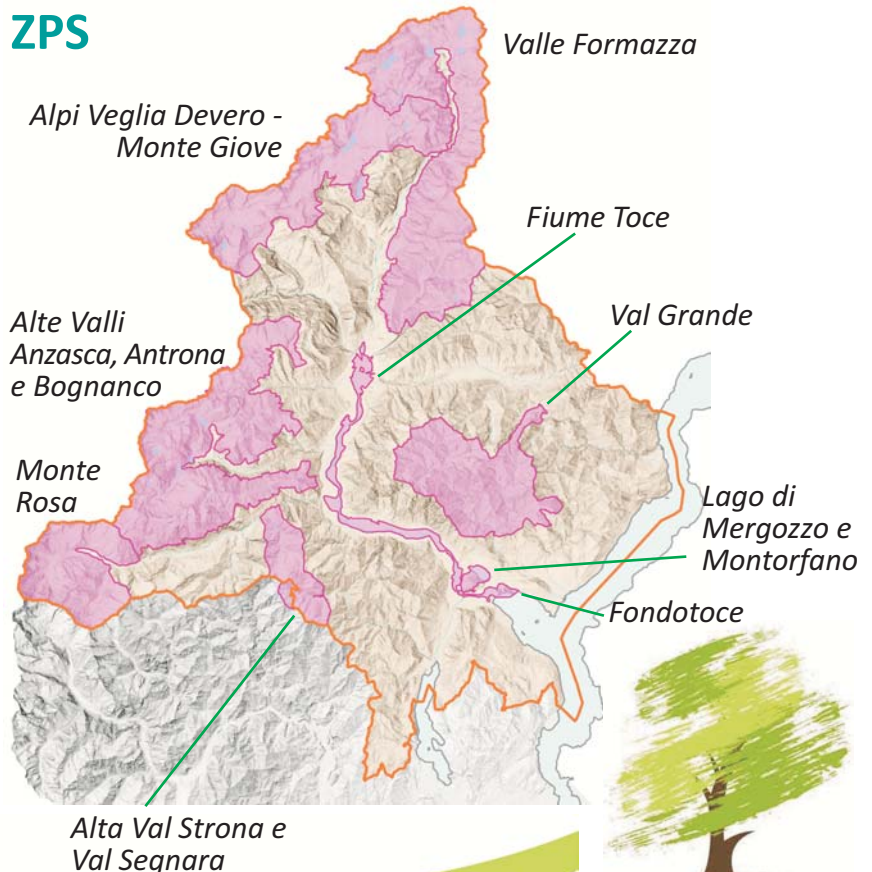 ZPS
Valle Formazza
Alpi Veglia Devero -
Monte Giove
Fiume Toce
Val Grande
Alte Valli
Anzasca, Antrona
e Bognanco
Monte
Rosa
Lago di
Mergozzo e
Montorfano
Fondotoce
Alta Val Strona e
Val Segnara